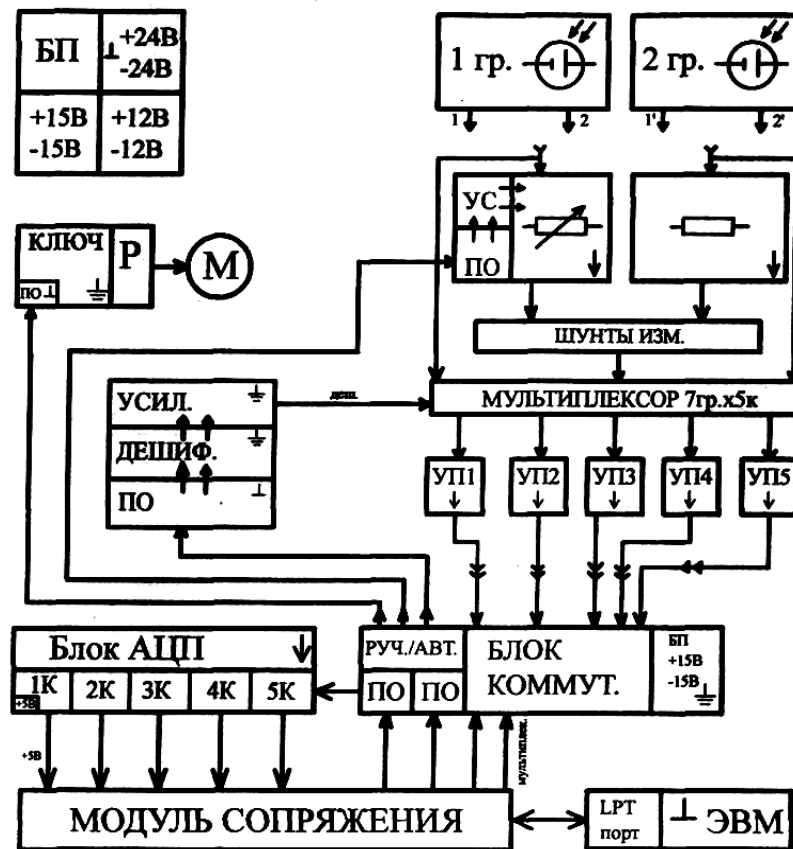 БП
+24В
-24В
+15В
-15В
+12В
-12В
1 гр.
2 гр.
1
2
1'
2'
УС
ПО
КЛЮЧ
Р
М
ПО
ШУНТЫ ИЗМ.
МУЛЬТИПЛЕКСОР 7гр.х5к
УСИЛ.
деш.
ДЕШИФ.
ПО
УП1
УП2
УП3
УП4
УП5
Блок АЦП
1К
2К
3К
4К
5К
+5В
РУЧ./АВТ.
ПО
ПО
БЛОК
КОММУТ.
БП
+15В
-15В
+5В
мультиплек.
МОДУЛЬ СОПРЯЖЕНИЯ
LPT
порт
ЭВМ